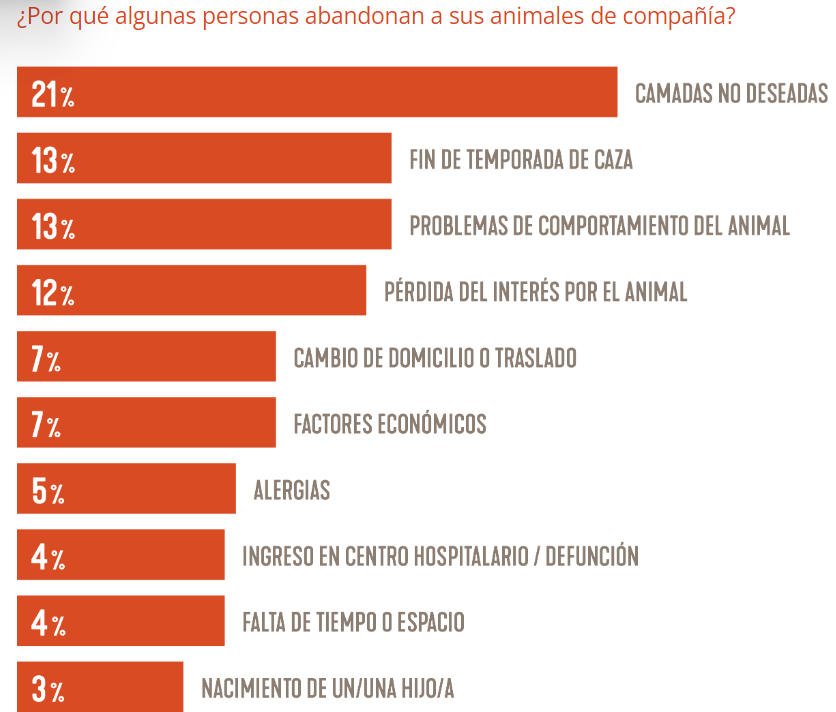 ¿Por qué algunas personas abandonan a sus animales de compañía?
21% CAMADAS NO DESEADAS
13% FIN DE TEMPORADA DE CAZA
13% PROBLEMAS DE COMPORTAMIENTO DEL ANIMAL
12% PÉRDIDA DEL INTERÉS POR EL ANIMAL
7% CAMBIO DE DOMICILIO O TRASLADO
7% FACTORES ECONÓMICOS
5% ALERGIAS
4% INGRESO EN CENTRO HOSPITALARIO / DEFUNCIÓN
4% FALTA DE TIEMPO O ESPACIO
3% NACIMIENTO DE UN/UNA HIJO/A